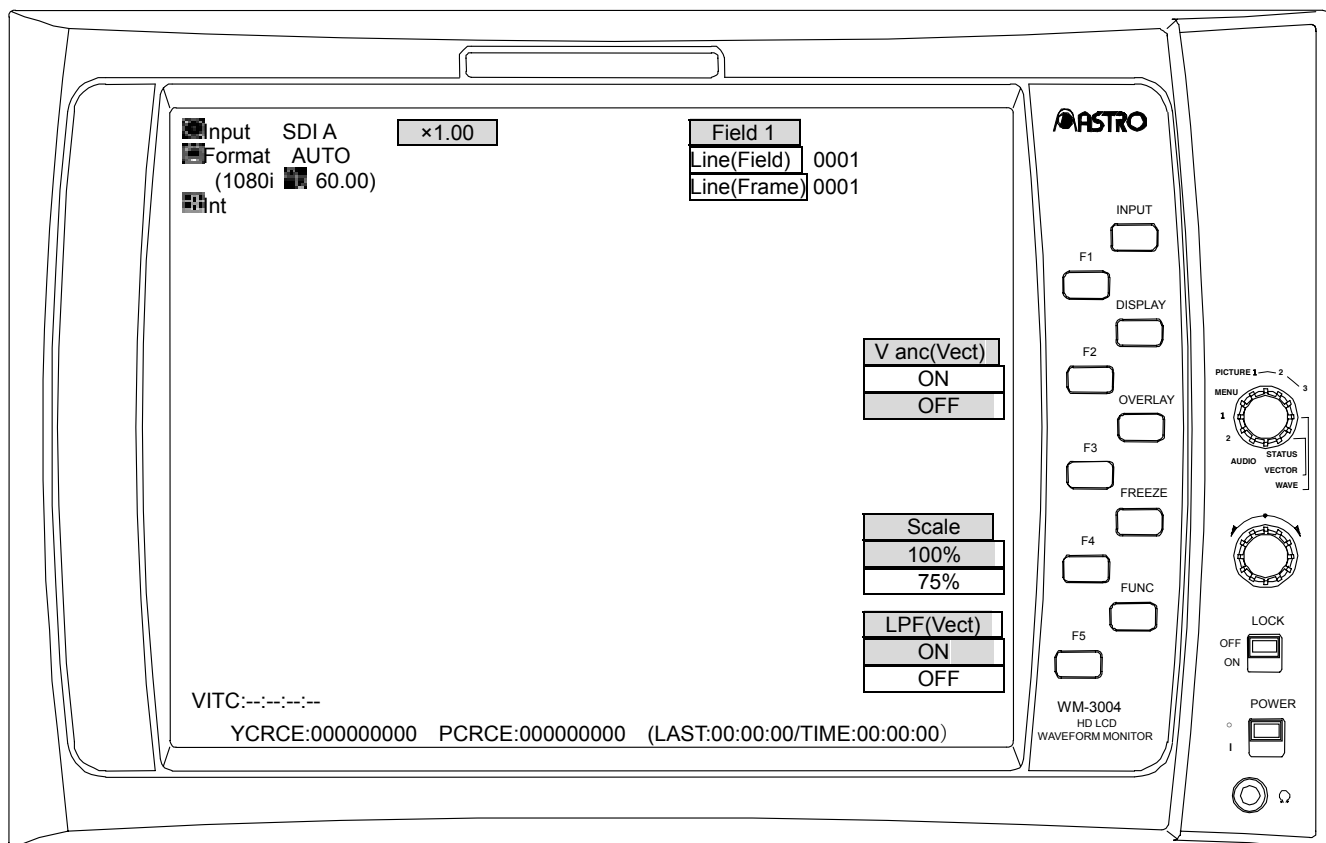 Input SDI A ×1.00 Field 1
Format AUTO Line(Field) 0001
(1080i 60.00) Line(Frame) 0001
Int
V anc(Vect)
ON
OFF
Scale
100%
75%
LPF(Vect)
ON
OFF
VITC:--:--:--:--
YCRCE:000000000 PCRCE:000000000 (LAST:00:00:00/TIME:00:00:00)
ASTRO
INPUT
F1
DISPLAY
F2
OVERLAY
F3
FREEZE
F4
FUNC
F5
WM-3004
HD LCD
WAVEFORM MONITOR
PICTURE 1 2
3
MENU
1
2
AUDIO
STATUS
VECTOR
WAVE
LOCK
OFF
ON
POWER
○
I
Ω